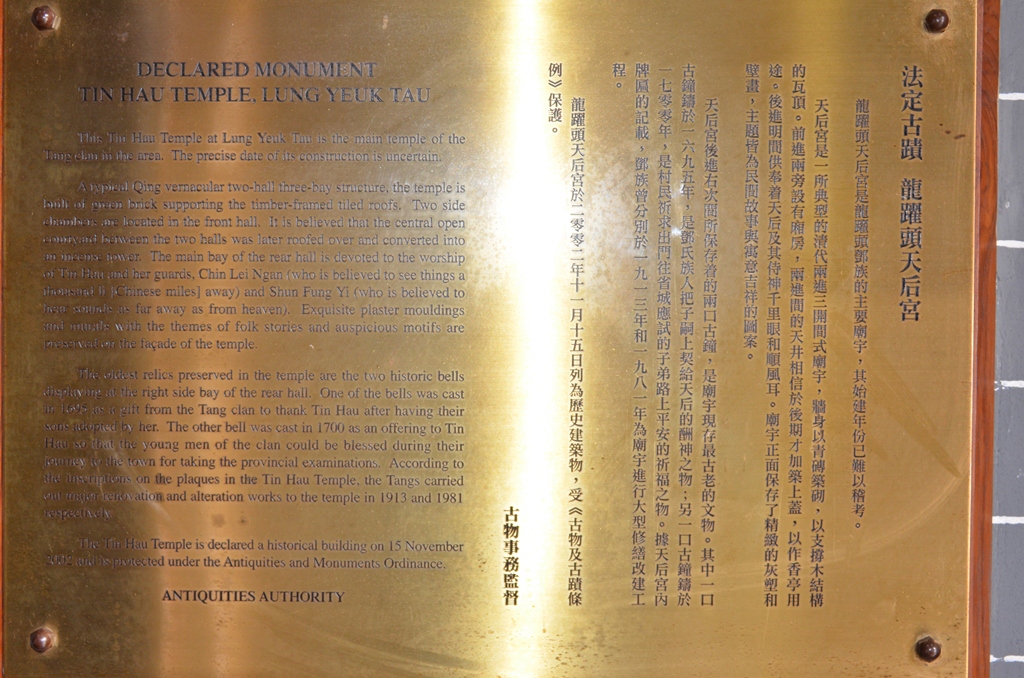 DECLARED MONUMENT
TIN HAU TEMPLE, LUNG YEUK TAU
This Tin Hau Temple at Lung Yeuk Tau is the main temple of the
Tang clan in the area. The precise date of its construction is uncertain.
A typical Qing vernacular two-hall three-bay structure, the temple is
built of green brick supporting the timber-framed tiled roofs. Two side
chambers are located in the front hall. It is believed that the central open
courtyard between the two halls was later roofed over and converted into
an incense tower. The main bay of the rear hall is devoted to the worship
of Tin Hau and her guards, Chin Lei Ngan (who is believed to see things a
thousand li [Chinese miles] away) and Shun Fung Yi (who is believed to
hear sounds as far away as from heaven). Exquisite plaster mouldings
and murals with the themes of folk stories and auspicious motifs are
preserved on the façade of the temple.
The oldest relics preserved in the temple are the two historic bells
displaying at the right side bay of the rear hall. One of the bells was cast
in 1695 as a gift from the Tang clan to thank Tin Hau after having their
sons adopted by her. The other bell was cast in 1700 as an offering to Tin
Hau so that the young men of the clan could be blessed during their
journey to the town for taking the provincial examinations. According to
the inscriptions on the plaques in the Tin Hau Temple, the Tangs carried
out major renovation and alteration works to the temple in 1913 and 1981
respectively.
The Tin Hau Temple is declared a historical building on 15 November
2002 and is protected under the Antiquities and Monuments Ordinance.
ANTIQUITIES AUTHORITY
法定古蹟 龍躍頭天后宮
龍躍頭天后宮是龍躍頭鄧族的主要廟宇，其始建年份已難以稽考。
天后宮是一所典型的清代兩進三開間式廟宇，牆身以青磚築砌，以支撐木結構
的瓦頂。前進兩旁設有廂房，兩進間的天井相信於後期才加築上蓋，以作香亭用
途。後進明間供奉着天后及其侍神千里眼和順風耳。廟宇正面保存了精緻的灰塑和
壁畫，主題皆為民間故事與寓意吉祥的圖案。
天后宮後進右次間所保存着的兩口古鐘，是廟宇現存最古老的文物。其中一口
古鐘鑄於一六九五年，是鄧氏族人把子嗣上契給天后的酬神之物；另一口古鐘鑄於
一七零零年，是村民祈求出門往省城應試的子弟路上平安的祈福之物。據天后宮內
牌匾的記載，鄧族曾分別於一九一三年和一九八一年為廟宇進行大型修繕改建工
程。
龍躍頭天后宮於二零零二年十一月十五日列為歷史建築物，受《古物及古蹟條
例》保護。
古物事務監督